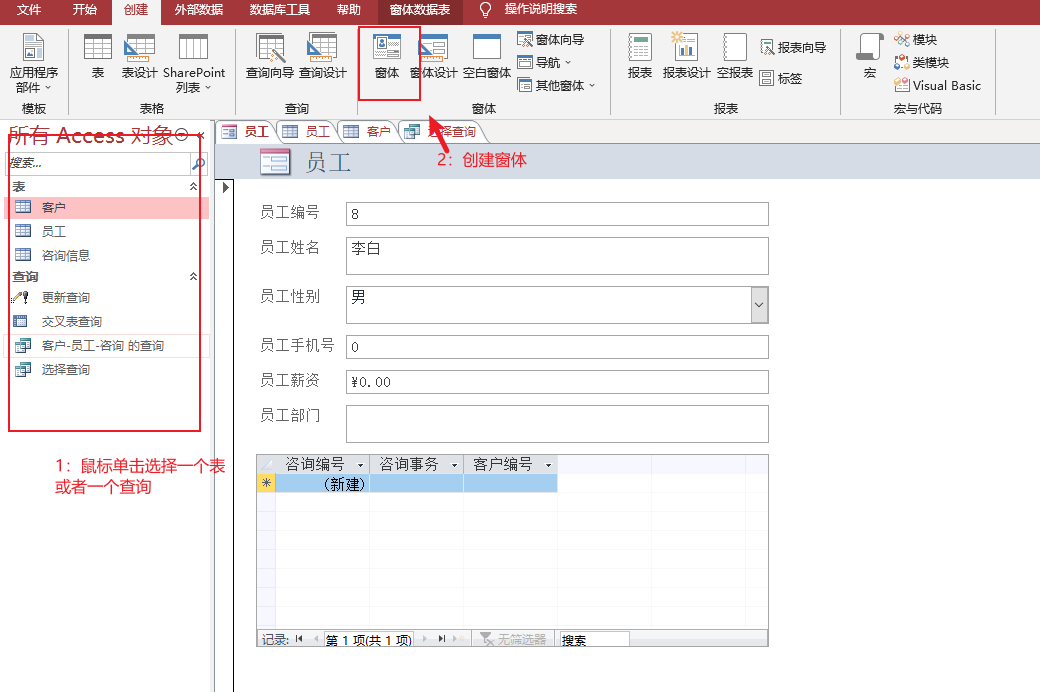 文件 开始 创建 外部数据 数据库工具 帮助 窗体数据表 操作说明搜索
应用程序部件 表 表设计 SharePoint 列表 查询向导 查询设计 窗体 窗体设计 空白窗体 窗体向导 导航 其他窗体 报表 报表设计 空报表 报表向导 标签 宏 模块 类模块 Visual Basic
模板 表格 查询 窗体 报表 宏与代码
所有 Access 对象
搜索...
表
客户
员工
咨询信息
查询
更新查询
交叉表查询
客户-员工-咨询 的查询
选择查询
1：鼠标单击选择一个表
或者一个查询
员工 员工 客户 选择查询
2：创建窗体
员工
员工编号 8
员工姓名 李白
员工性别 男
员工手机号 0
员工薪资 ¥0.00
员工部门
咨询编号 咨询事务 客户编号
* (新建)
记录: 第 1 项(共 1 项) 无筛选器 搜索